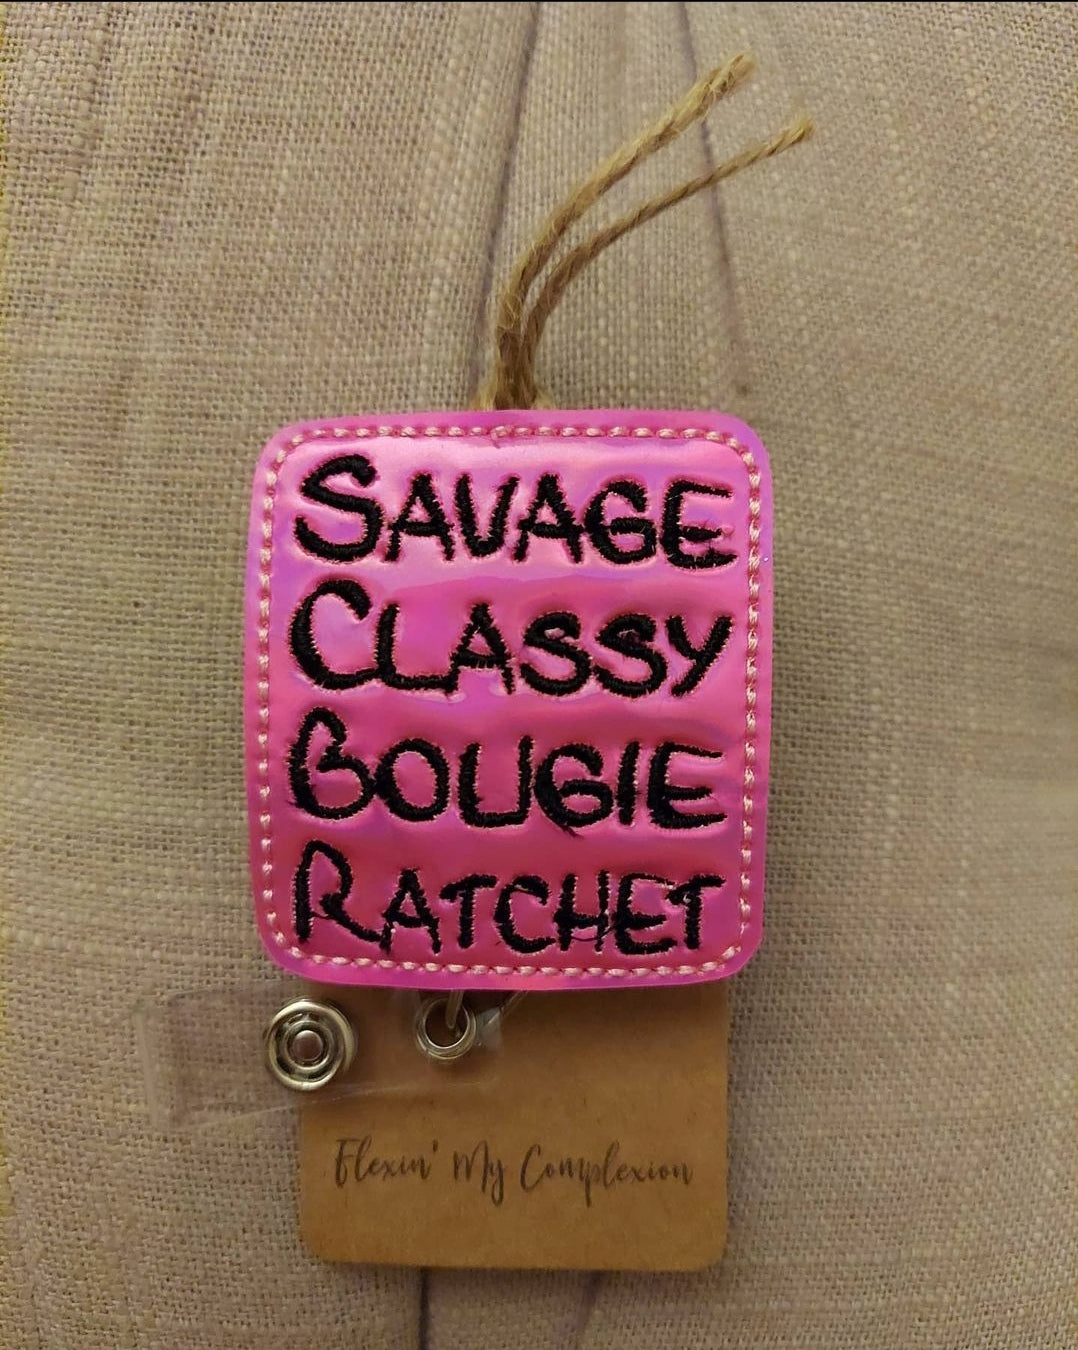 SAVAGE
CLASSY
BOUGIE
RATCHET
Flexin' My Complexion